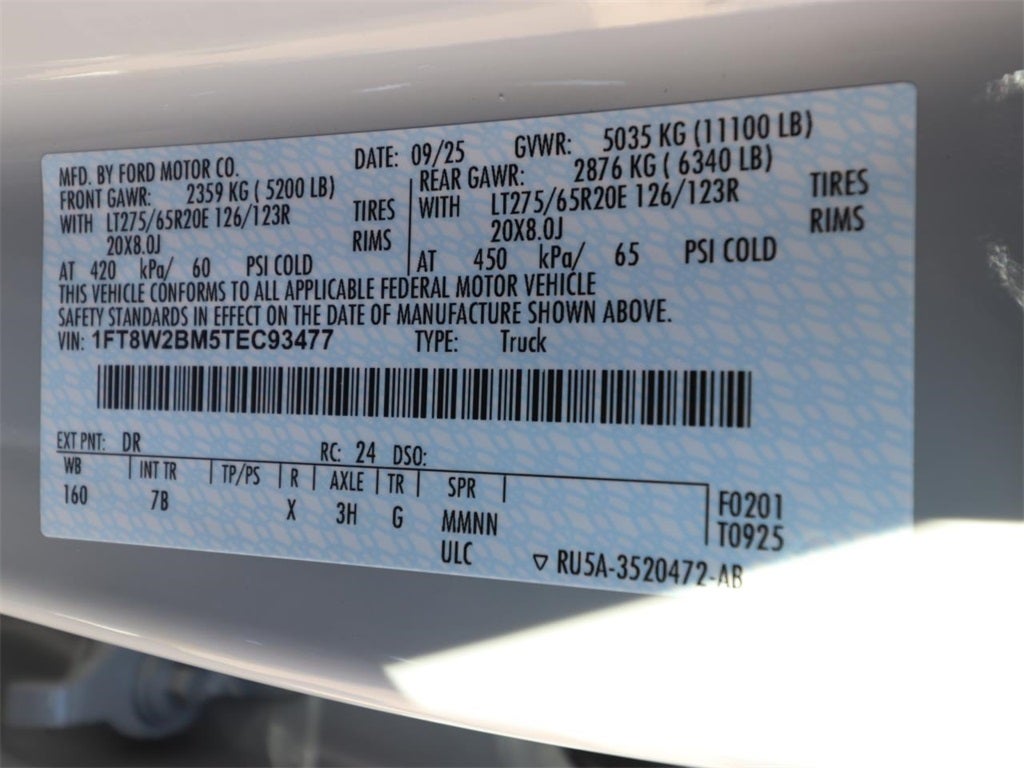 MFD. BY FORD MOTOR CO. DATE: 09/25 GVWR: 5035 KG (11100 LB)
FRONT GAWR: 2359 KG ( 5200 LB) REAR GAWR: 2876 KG ( 6340 LB)
WITH LT275/65R20E 126/123R TIRES WITH LT275/65R20E 126/123R TIRES
20X8.0J RIMS 20X8.0J RIMS
AT 420 kPa/ 60 PSI COLD AT 450 kPa/ 65 PSI COLD
THIS VEHICLE CONFORMS TO ALL APPLICABLE FEDERAL MOTOR VEHICLE
SAFETY STANDARDS IN EFFECT ON THE DATE OF MANUFACTURE SHOWN ABOVE.
VIN: 1FT8W2BM5TEC93477 TYPE: Truck
EXT PNT: DR RC: 24 DSO:
WB INT TR TP/PS R AXLE TR SPR
160 7B X 3H G MMNN F0201
ULC T0925
▽ RU5A-3520472-AB